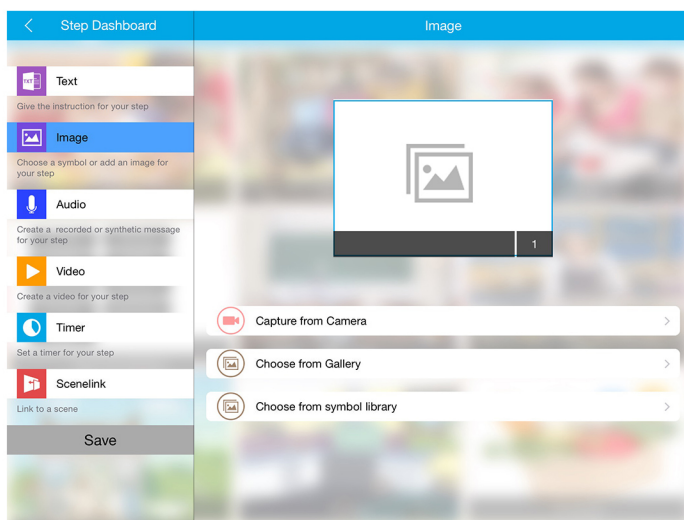 Step Dashboard
Image
Text
Give the instruction for your step
Image
Choose a symbol or add an image for
your step
Audio
Create a recorded or synthetic message
for your step
Video
Create a video for your step
Timer
Set a timer for your step
Scenelink
Link to a scene
Save
1
Capture from Camera
Choose from Gallery
Choose from symbol library